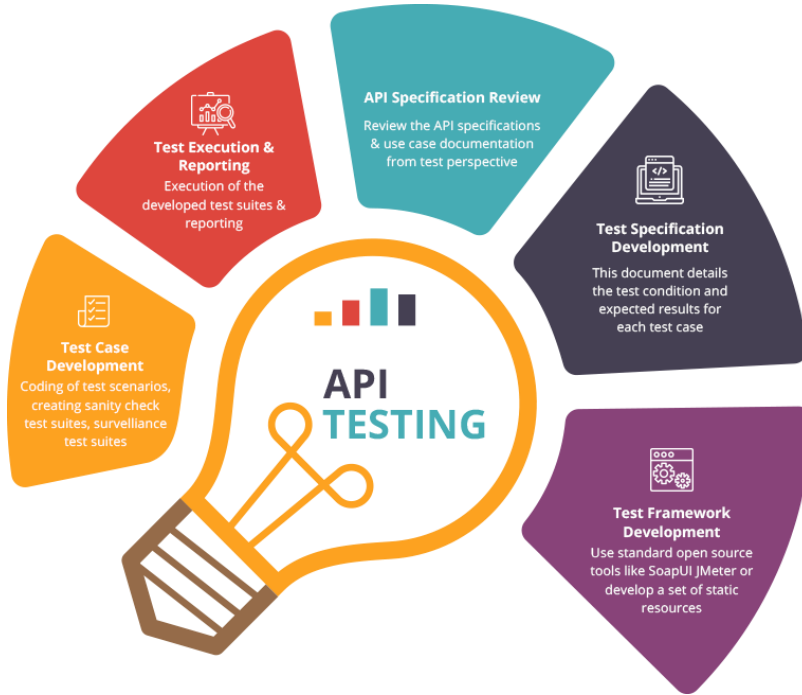 API Specification Review
Review the API specifications
& use case documentation
from test perspective
Test Execution &
Reporting
Execution of the
developed test suites &
reporting
Test Specification
Development
This document details
the test condition and
expected results for
each test case
Test Case
Development
Coding of test scenarios,
creating sanity check
test suites, survelliance
test suites
API
TESTING
Test Framework
Development
Use standard open source
tools like SoapUI JMeter or
develop a set of static
resources